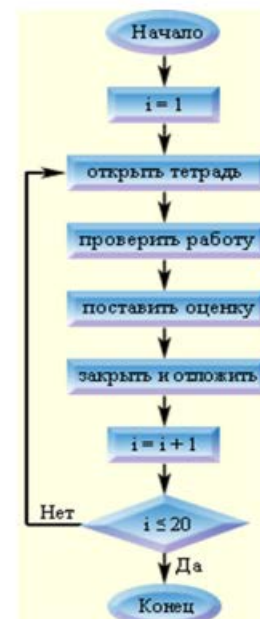 Начало
i = 1
открыть тетрадь
проверить работу
поставить оценку
закрыть и отложить
i = i + 1
Нет
i ≤ 20
Да
Конец